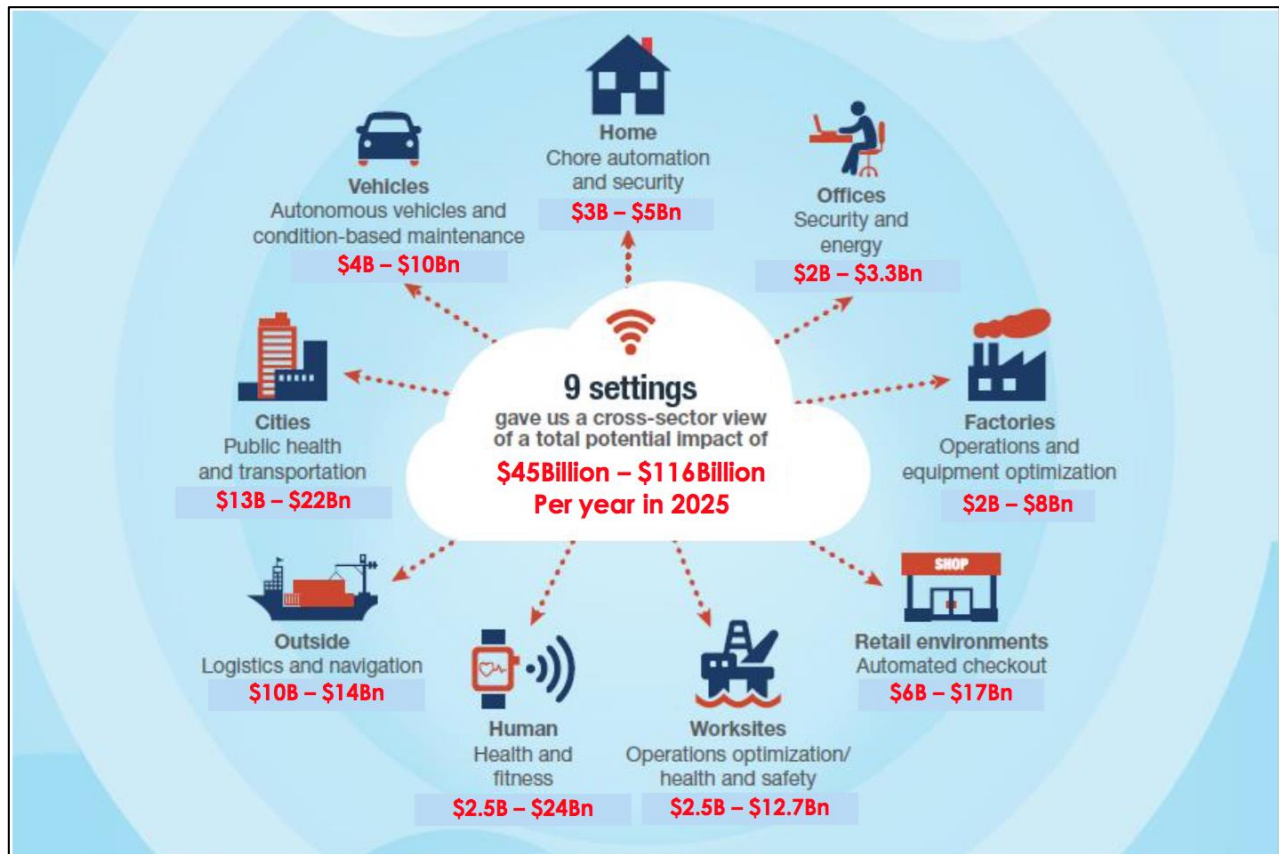 Home
Chore automation
and security
$3B – $5Bn
Offices
Security and
energy
$2B – $3.3Bn
Vehicles
Autonomous vehicles and
condition-based maintenance
$4B – $10Bn
9 settings
gave us a cross-sector view
of a total potential impact of
$45Billion – $116Billion
Per year in 2025
Cities
Public health
and transportation
$13B – $22Bn
Factories
Operations and
equipment optimization
$2B – $8Bn
Outside
Logistics and navigation
$10B – $14Bn
SHOP
Retail environments
Automated checkout
$6B – $17Bn
Human
Health and
fitness
$2.5B – $24Bn
Worksites
Operations optimization/
health and safety
$2.5B – $12.7Bn